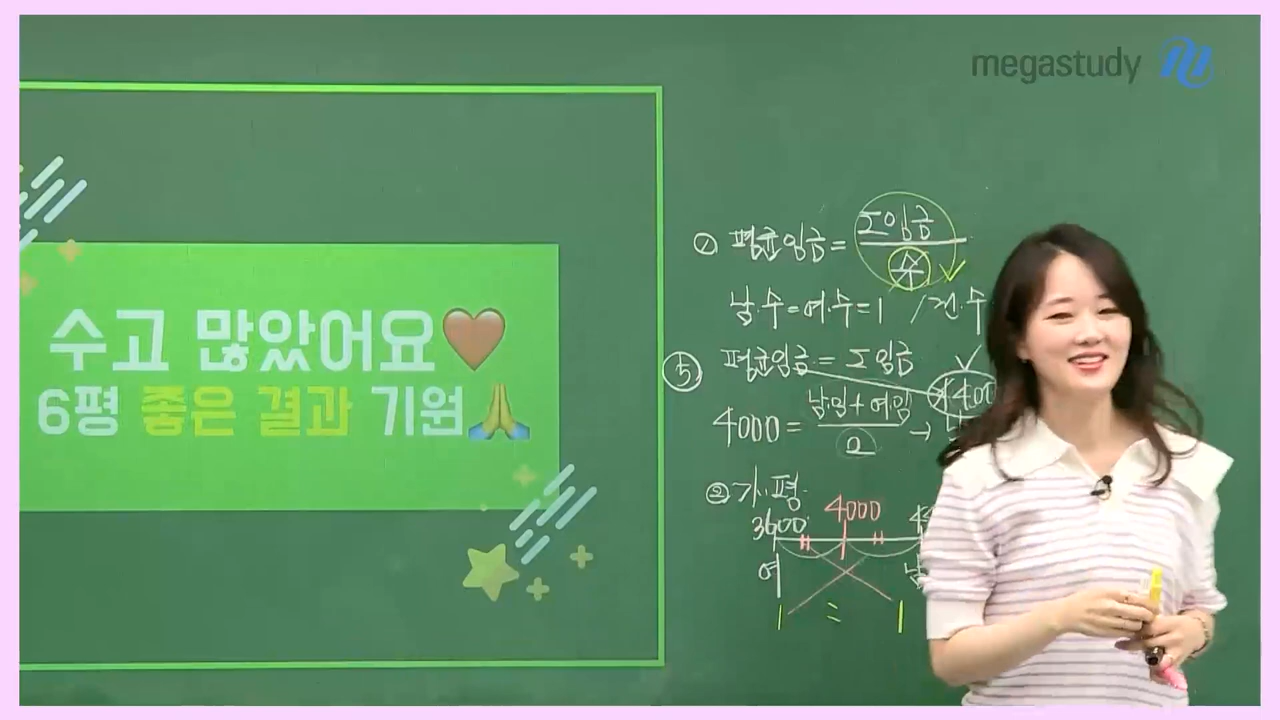 megastudy
수고 많았어요
6평 좋은 결과 기원
① 평균임금 = Σ임금 / 수
남.수=여.수=1 / 전.수
⑤ 평균임금 = Σ임금
4400
4000 = 남.임+여.임 / 2 →
② 가.평.
4000
3600
여
1 = 1